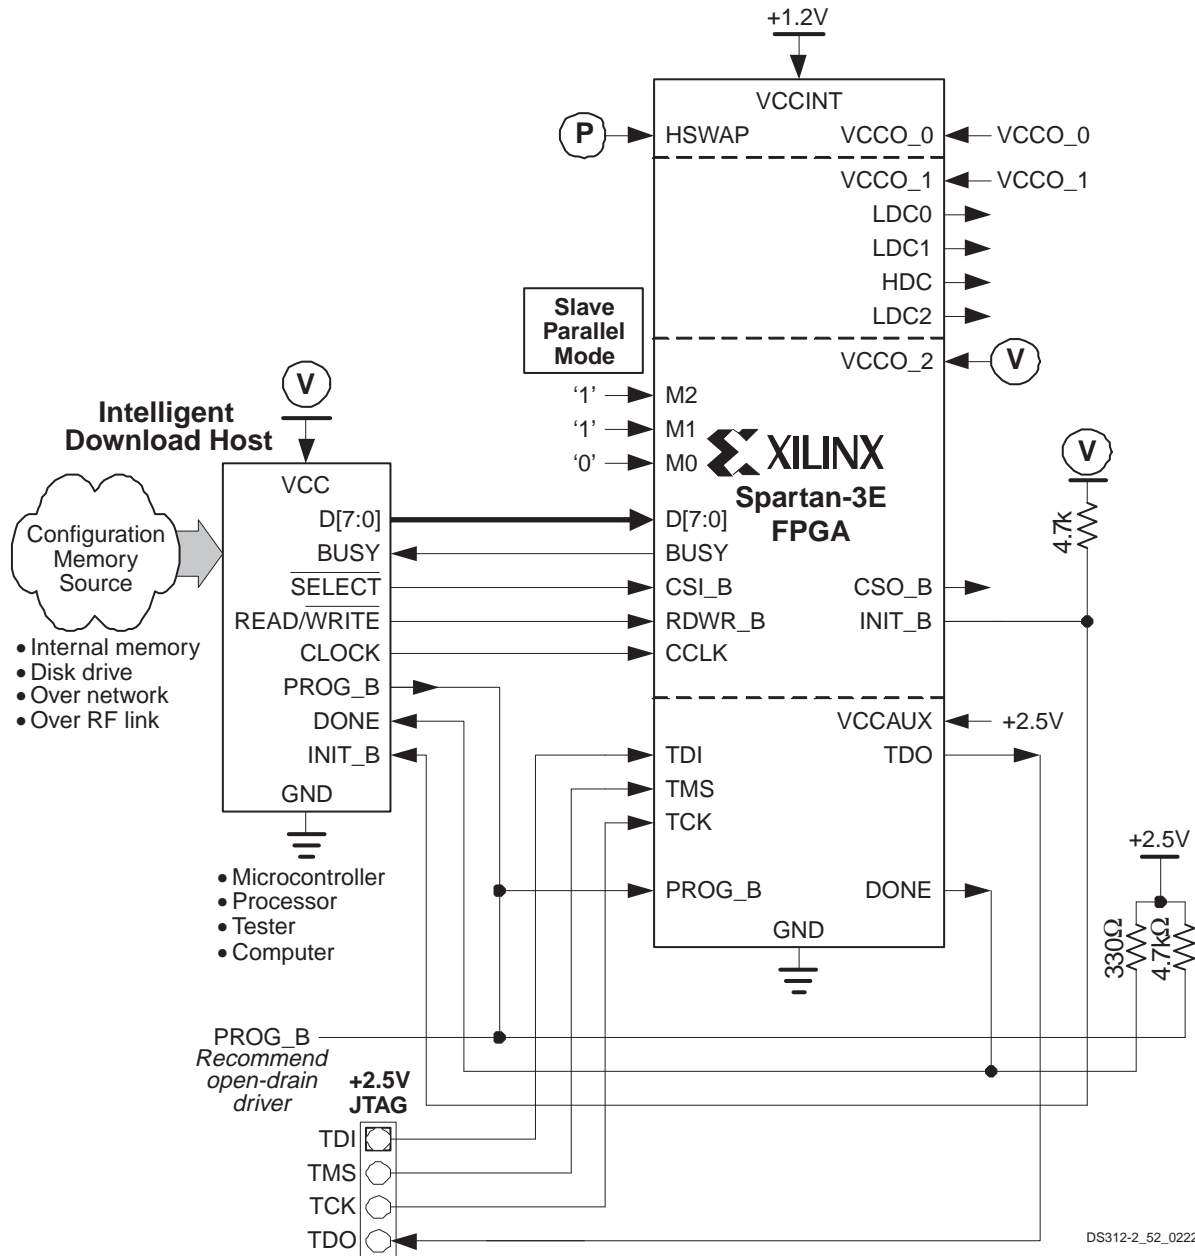 +1.2V
VCCINT
P
HSWAP
VCCO_0
VCCO_0
VCCO_1
VCCO_1
LDC0
LDC1
HDC
LDC2
Slave
Parallel
Mode
VCCO_2
V
‘1’
M2
‘1’
M1
‘0’
M0
XILINX
Spartan-3E
FPGA
V
Intelligent
Download Host
V
4.7k
VCC
Configuration
Memory
Source
D[7:0]
D[7:0]
BUSY
BUSY
SELECT
CSI_B
CSO_B
READ/WRITE
RDWR_B
INIT_B
CLOCK
CCLK
PROG_B
DONE
INIT_B
GND
• Internal memory
• Disk drive
• Over network
• Over RF link
VCCAUX
+2.5V
TDI
TDO
TMS
TCK
PROG_B
DONE
GND
+2.5V
330Ω
4.7kΩ
• Microcontroller
• Processor
• Tester
• Computer
PROG_B
Recommend
open-drain
driver
+2.5V
JTAG
TDI
TMS
TCK
TDO
DS312-2_52_0222